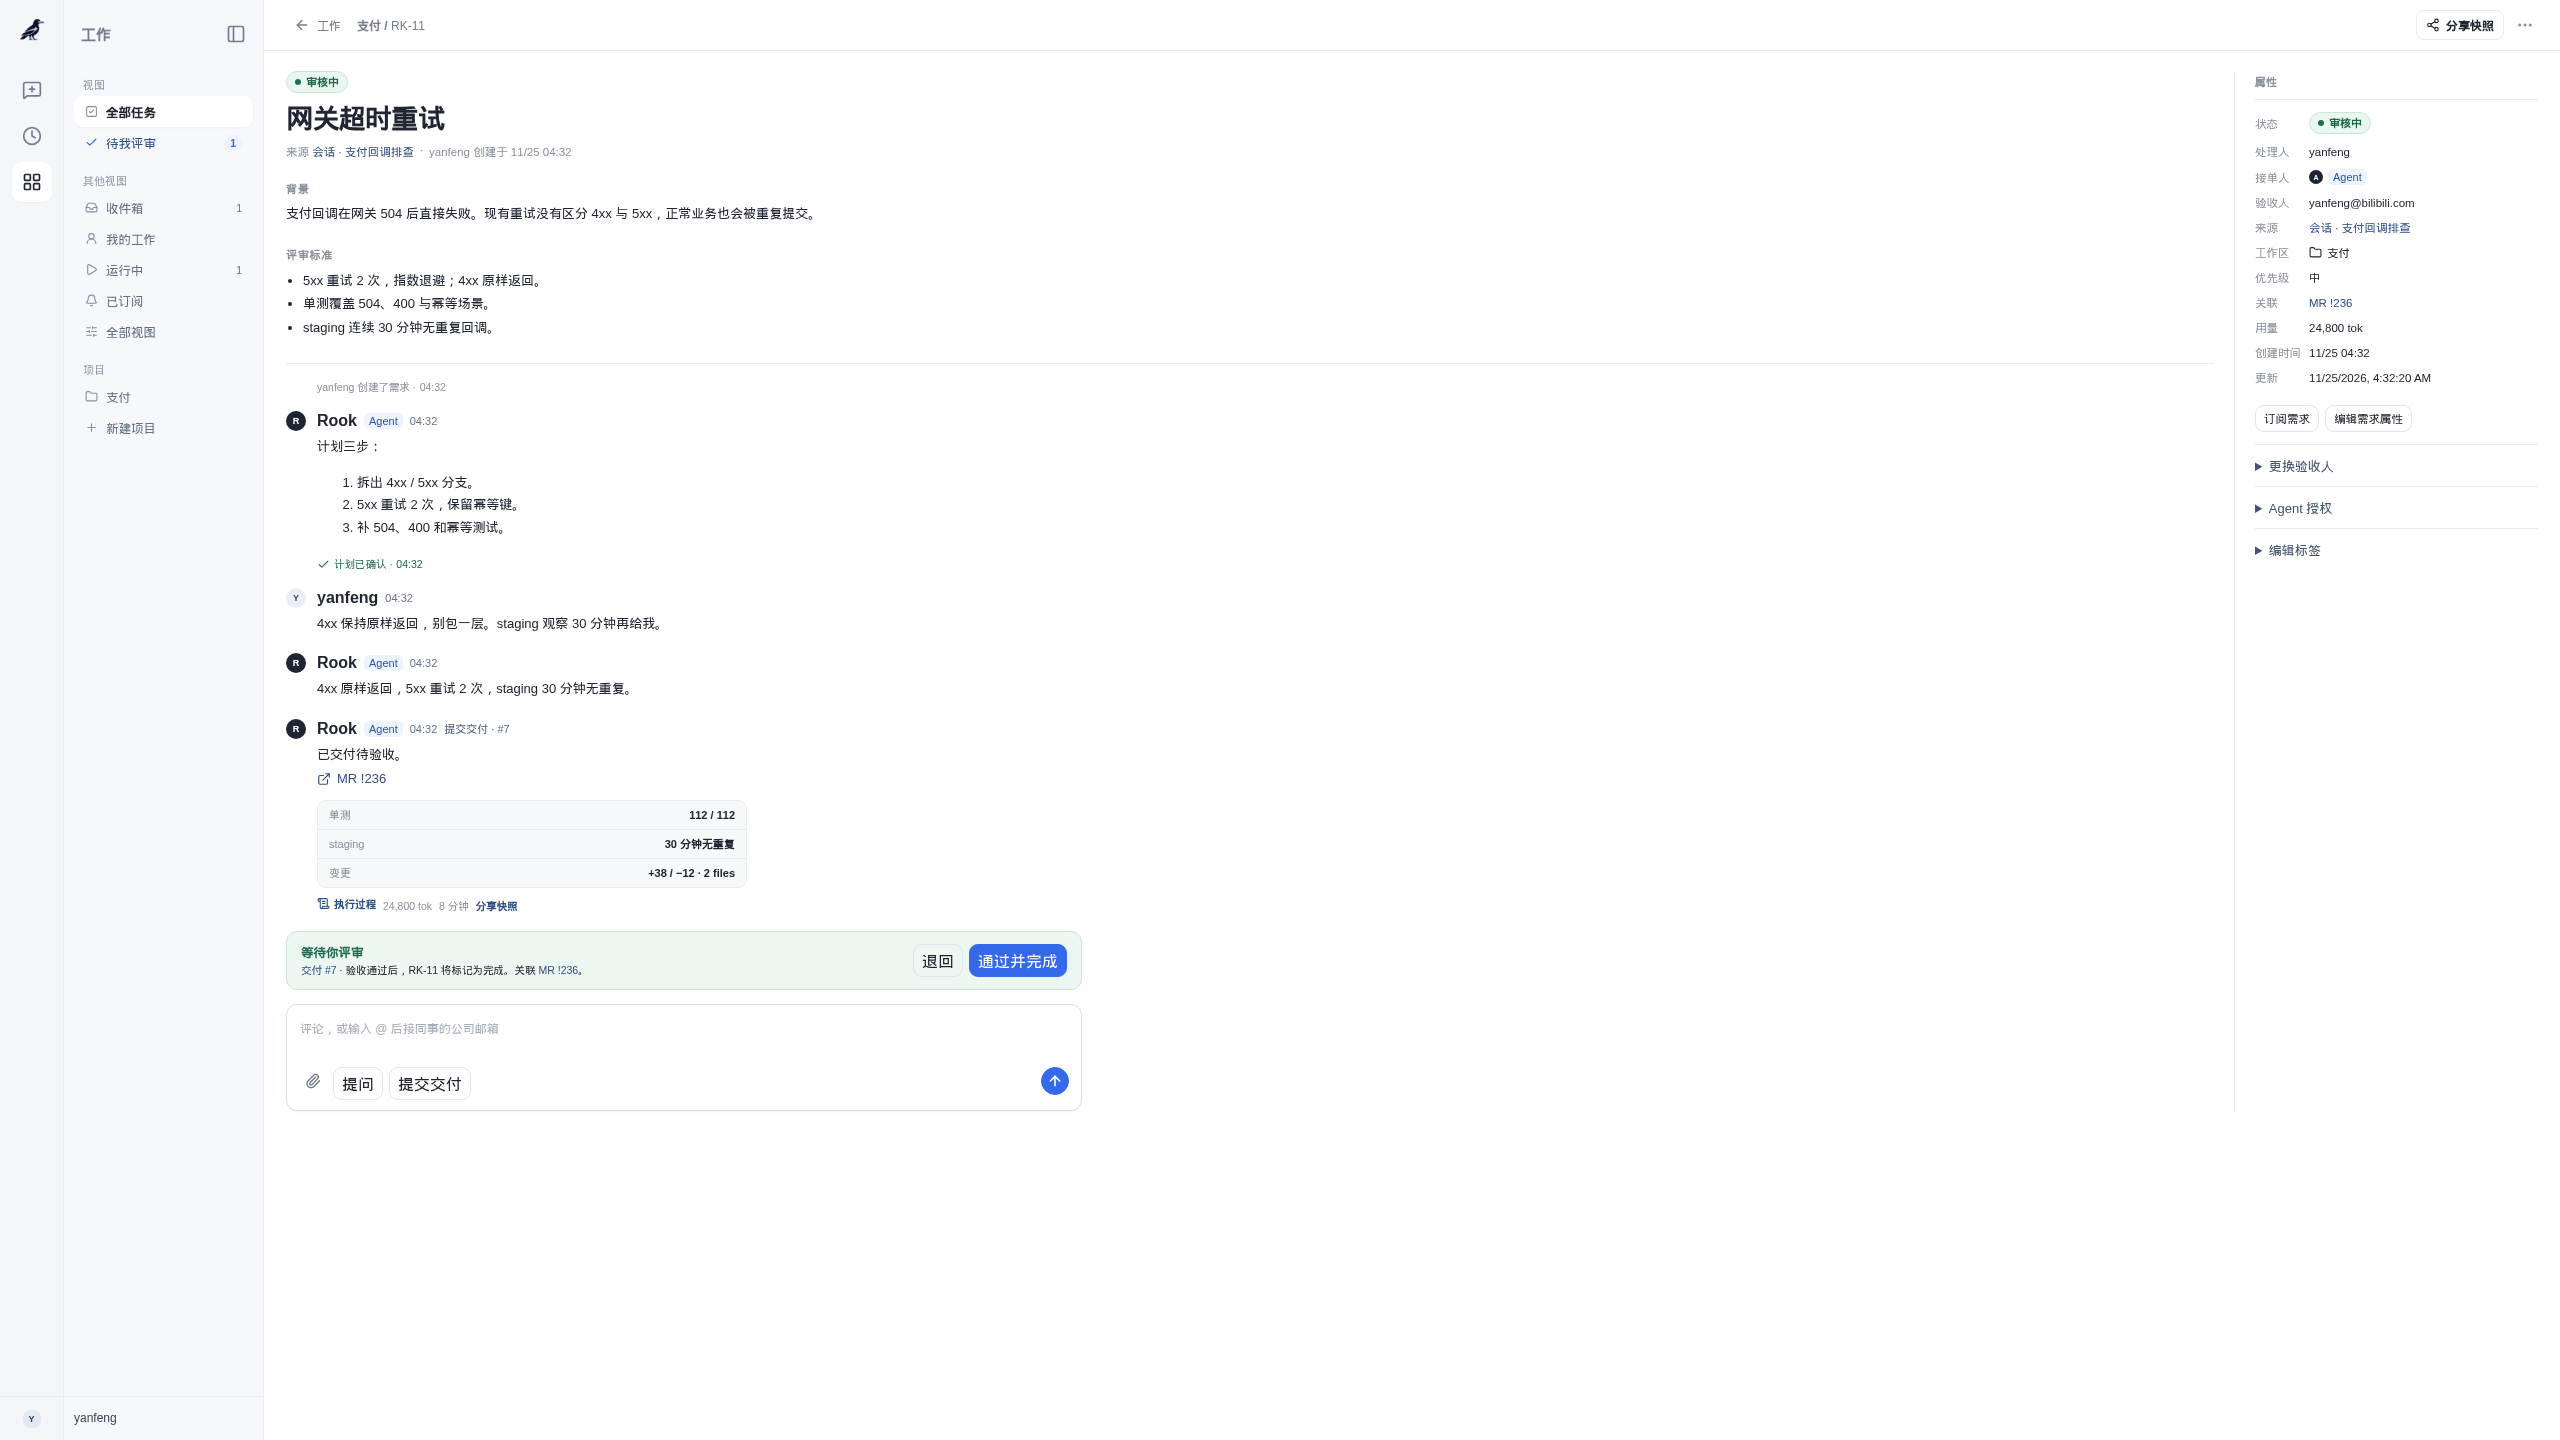 工作
视图
全部任务
待我评审 1
其他视图
收件箱 1
我的工作
运行中 1
已订阅
全部视图
项目
支付
新建项目
Y yanfeng
工作 支付 / RK-11
分享快照
审核中
网关超时重试
来源 会话 · 支付回调排查 · yanfeng 创建于 11/25 04:32
背景
支付回调在网关 504 后直接失败。现有重试没有区分 4xx 与 5xx，正常业务也会被重复提交。
评审标准
• 5xx 重试 2 次，指数退避；4xx 原样返回。
• 单测覆盖 504、400 与幂等场景。
• staging 连续 30 分钟无重复回调。
yanfeng 创建了需求 · 04:32
R Rook Agent 04:32
计划三步：
1. 拆出 4xx / 5xx 分支。
2. 5xx 重试 2 次，保留幂等键。
3. 补 504、400 和幂等测试。
计划已确认 · 04:32
Y yanfeng 04:32
4xx 保持原样返回，别包一层。staging 观察 30 分钟再给我。
R Rook Agent 04:32
4xx 原样返回，5xx 重试 2 次，staging 30 分钟无重复。
R Rook Agent 04:32 提交交付 · #7
已交付待验收。
MR !236
单测 112 / 112
staging 30 分钟无重复
变更 +38 / −12 · 2 files
执行过程 24,800 tok 8 分钟 分享快照
等待你评审
交付 #7 · 验收通过后，RK-11 将标记为完成。关联 MR !236。
退回 通过并完成
评论，或输入 @ 后接同事的公司邮箱
提问 提交交付
属性
状态 审核中
处理人 yanfeng
接单人 A Agent
验收人 yanfeng@bilibili.com
来源 会话 · 支付回调排查
工作区 支付
优先级 中
关联 MR !236
用量 24,800 tok
创建时间 11/25 04:32
更新 11/25/2026, 4:32:20 AM
订阅需求 编辑需求属性
更换验收人
Agent 授权
编辑标签